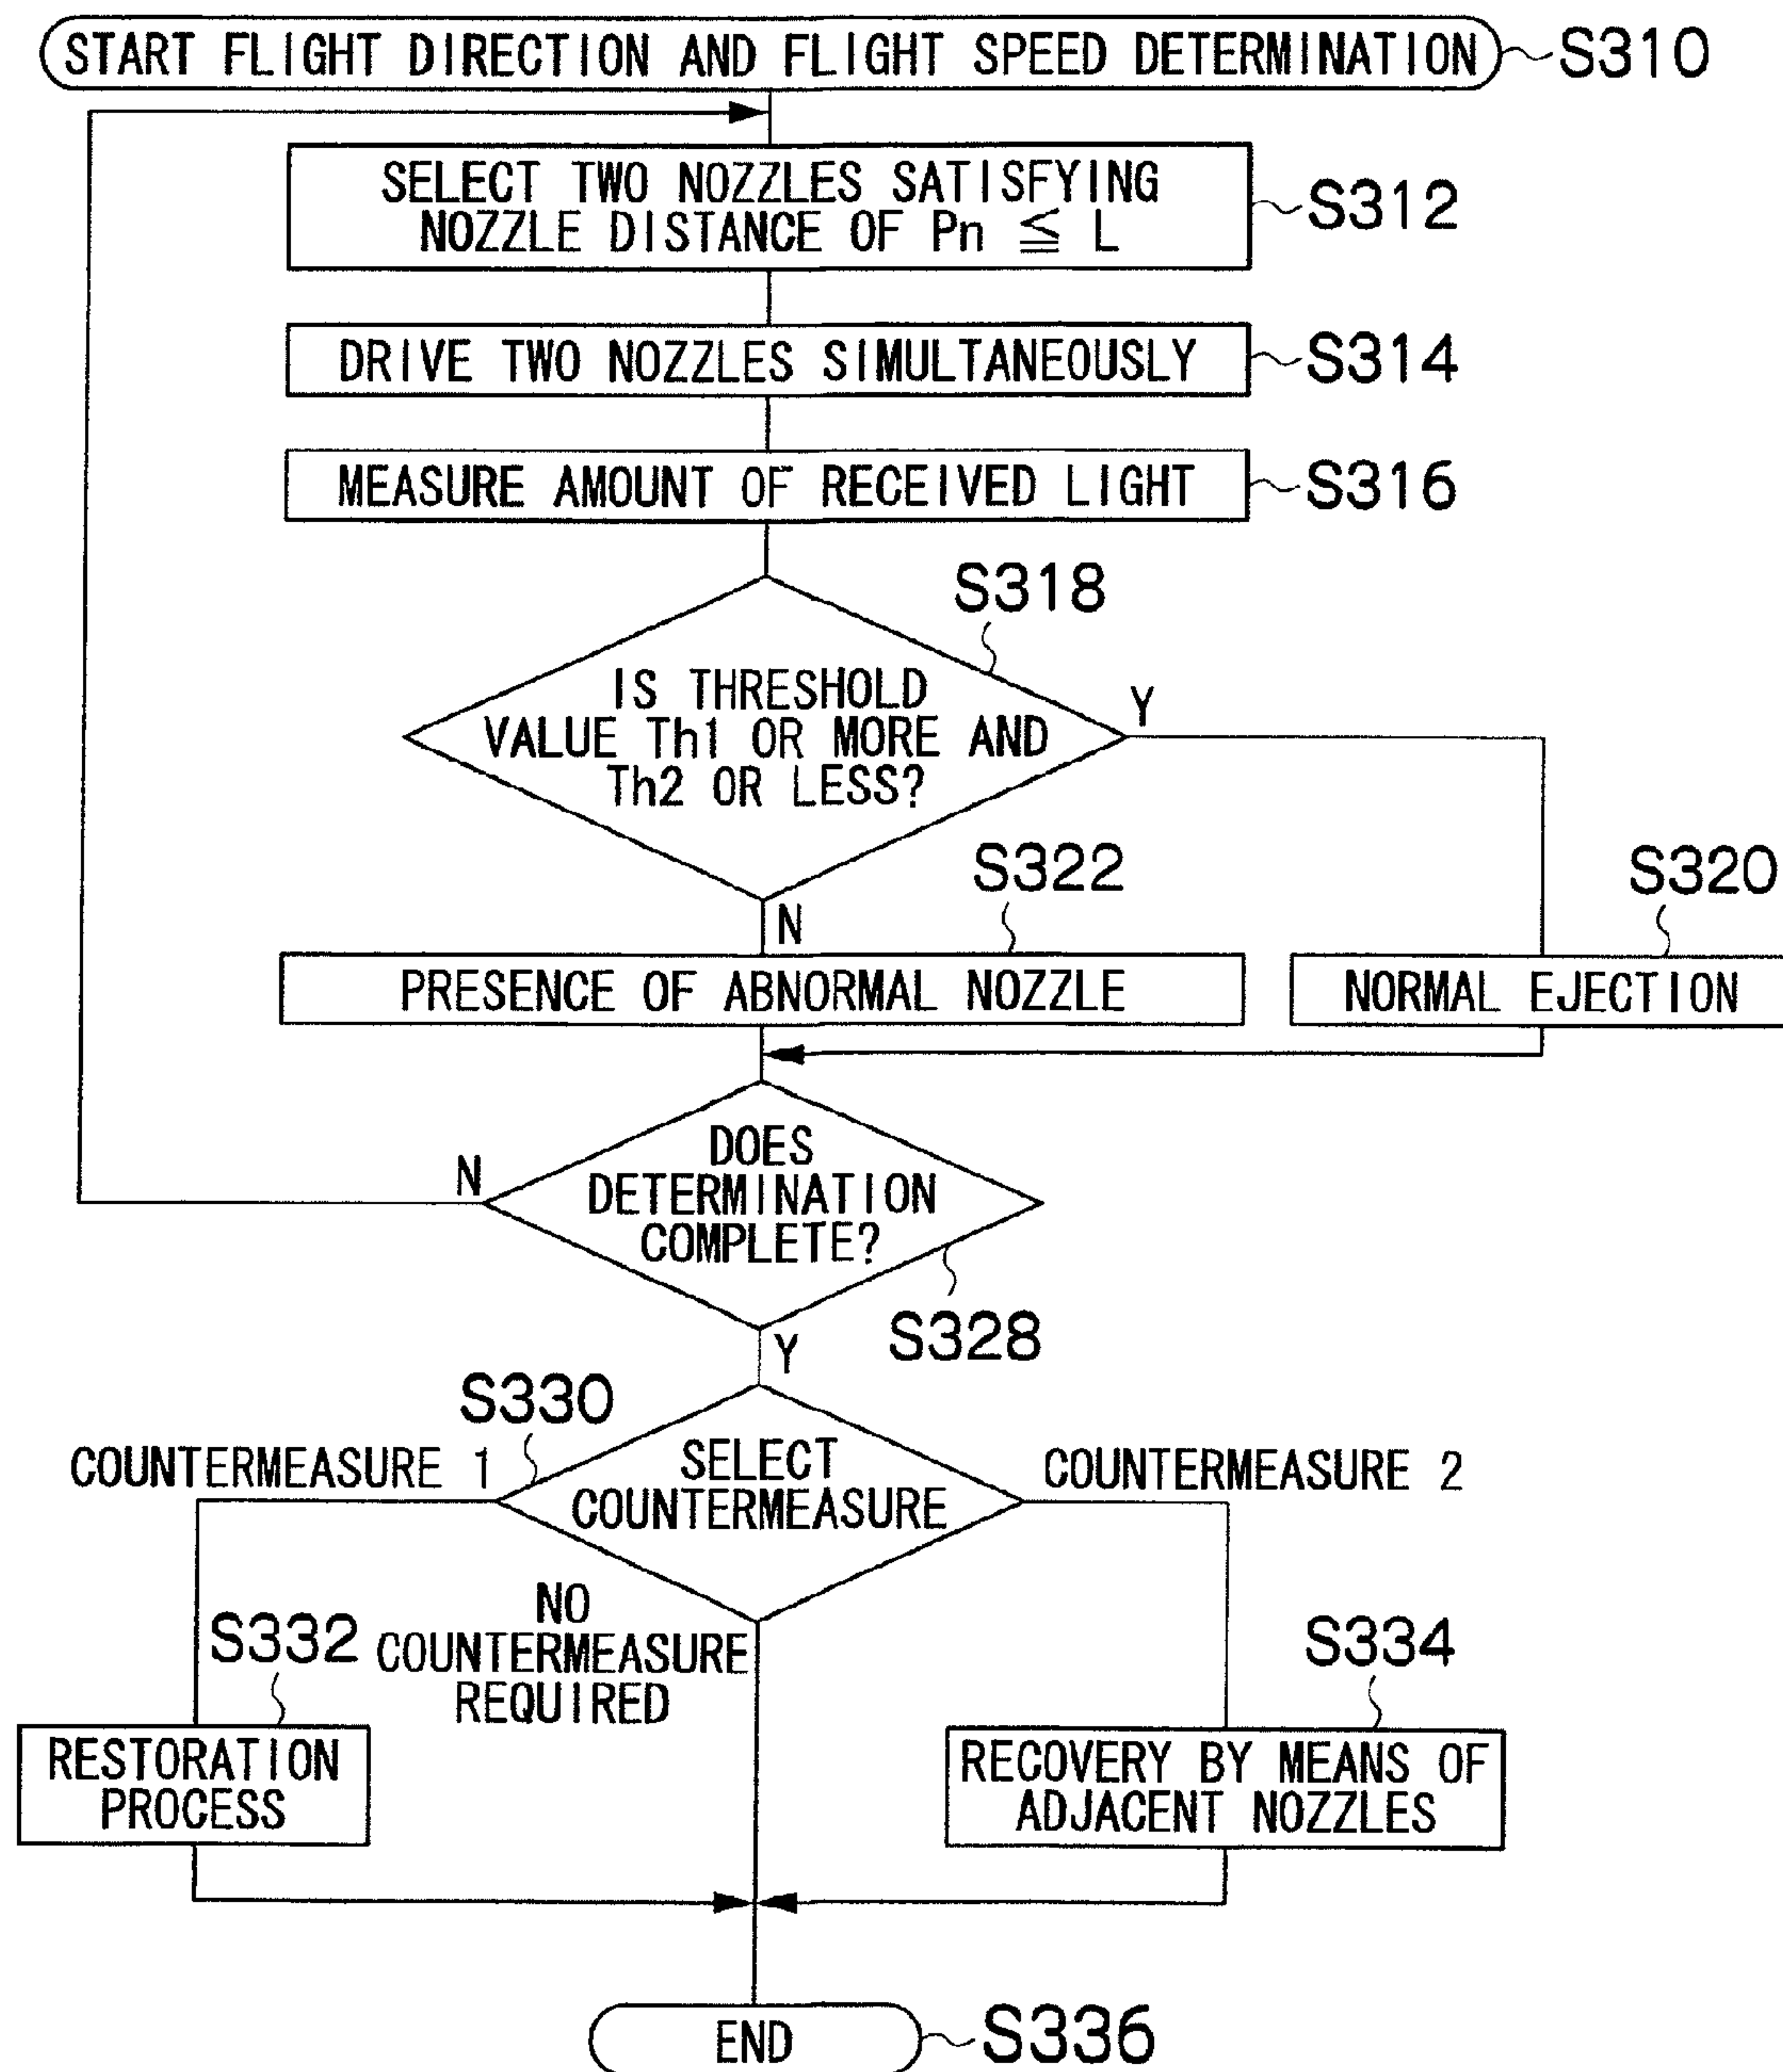 START FLIGHT DIRECTION AND FLIGHT SPEED DETERMINATION
S310
SELECT TWO NOZZLES SATISFYING
NOZZLE DISTANCE OF Pn ≦ L
S312
DRIVE TWO NOZZLES SIMULTANEOUSLY
S314
MEASURE AMOUNT OF RECEIVED LIGHT
S316
S318
IS THRESHOLD
VALUE Th1 OR MORE AND
Th2 OR LESS?
Y
N
S322
PRESENCE OF ABNORMAL NOZZLE
S320
NORMAL EJECTION
DOES
DETERMINATION
COMPLETE?
N
S328
Y
S330
SELECT
COUNTERMEASURE
COUNTERMEASURE 1
COUNTERMEASURE 2
NO
COUNTERMEASURE
REQUIRED
S332
RESTORATION
PROCESS
S334
RECOVERY BY MEANS OF
ADJACENT NOZZLES
END
S336